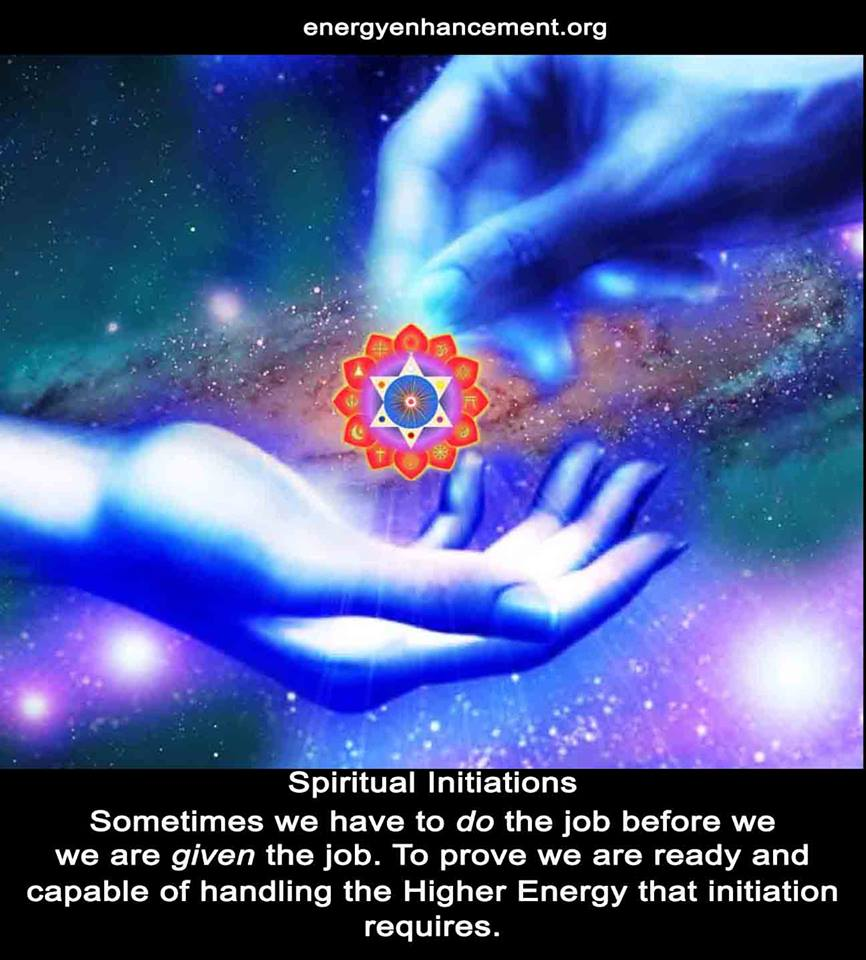 energyenhancement.org
Spiritual Initiations
Sometimes we have to do the job before we
we are given the job. To prove we are ready and
capable of handling the Higher Energy that initiation
requires.